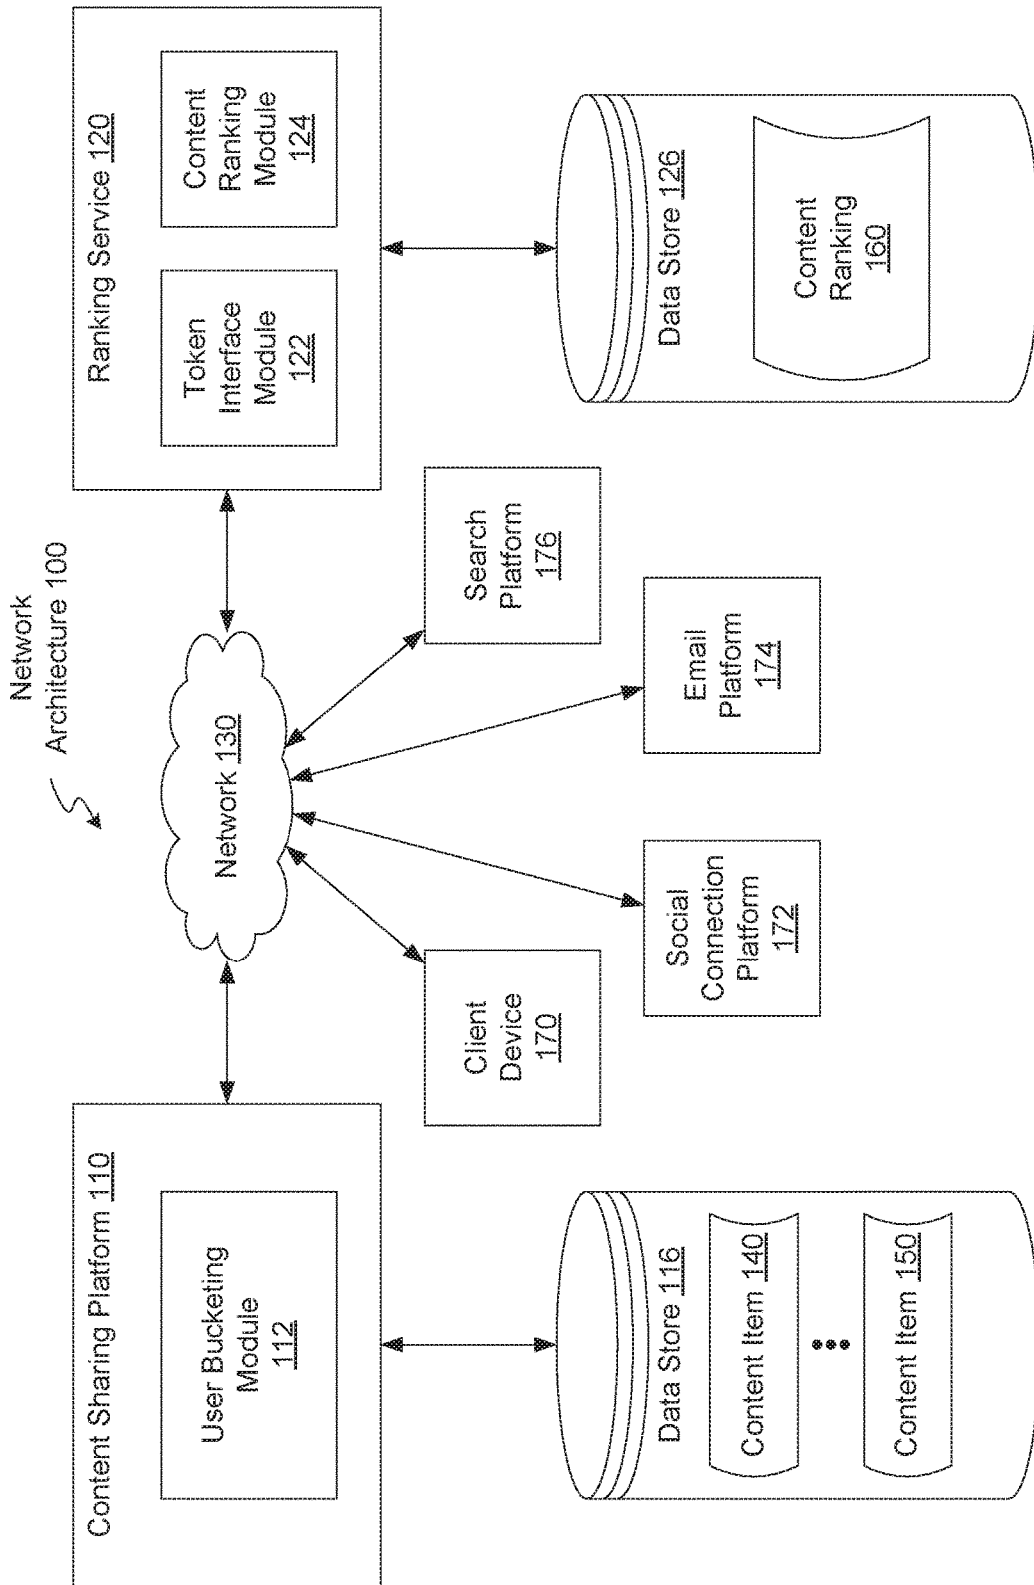 Network
Architecture 100
Content Sharing Platform 110
User Bucketing
Module
112
Network 130
Ranking Service 120
Token
Interface
Module
122
Content
Ranking
Module
124
Client
Device
170
Social
Connection
Platform
172
Email
Platform
174
Search
Platform
176
Data Store 116
Content Item 140
Content Item 150
Data Store 126
Content
Ranking
160